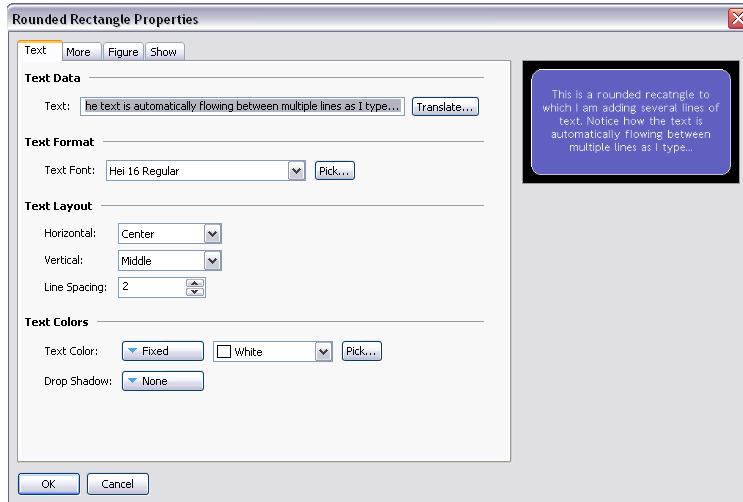 Rounded Rectangle Properties
Text More Figure Show
Text Data
Text: he text is automatically flowing between multiple lines as I type... Translate...
Text Format
Text Font: Hei 16 Regular Pick...
Text Layout
Horizontal: Center
Vertical: Middle
Line Spacing: 2
Text Colors
Text Color: Fixed White Pick...
Drop Shadow: None
OK Cancel
This is a rounded recatngle to
which I am adding several lines of
text. Notice how the text is
automatically flowing between
multiple lines as I type...